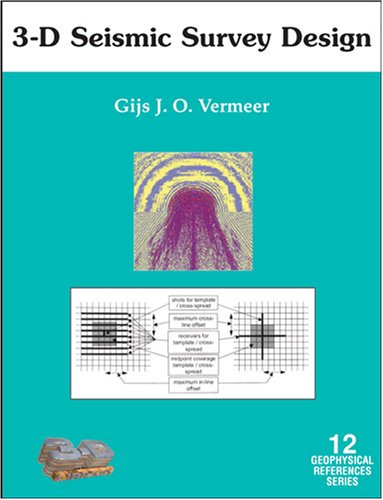 3-D Seismic Survey Design
Gijs J. O. Vermeer
shots for template
/ cross-spread
maximum cross-
line offset
receivers for
template / cross-
spread
midpoint coverage
template / cross-
spread
maximum in-line
offset
12
GEOPHYSICAL
REFERENCES
SERIES